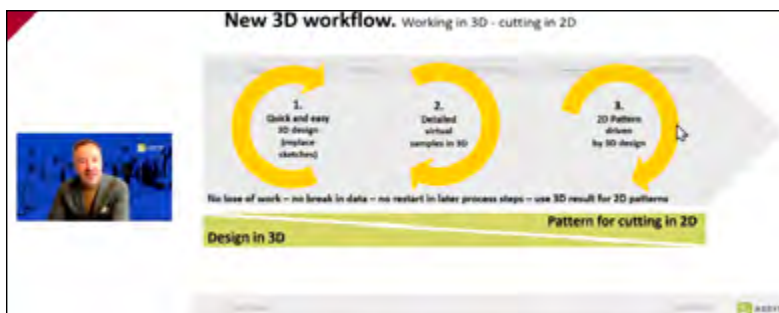 New 3D workflow. Working in 3D - cutting in 2D
1.
Quick and easy
3D design
(replace
sketches)
2.
Detailed
virtual
samples in 3D
3.
2D Pattern
driven
by 3D design
No lose of work – no break in data – no restart in later process steps – use 3D result for 2D patterns
Pattern for cutting in 2D
Design in 3D